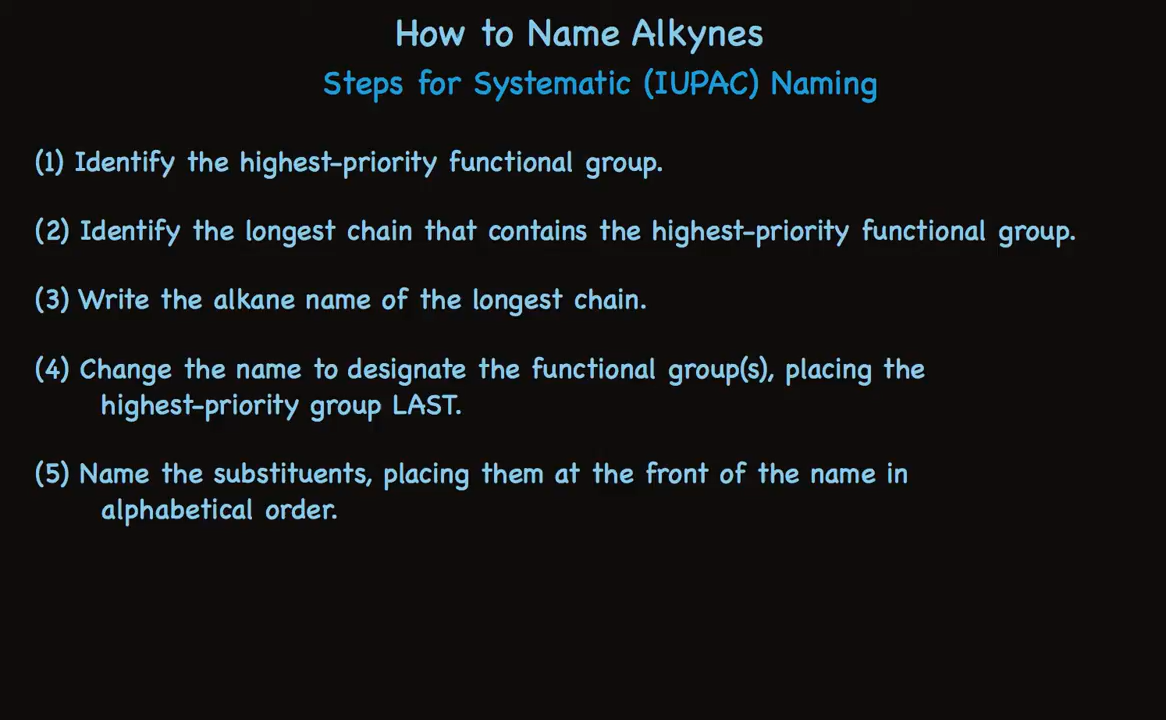 How to Name Alkynes
Steps for Systematic (IUPAC) Naming
(1) Identify the highest-priority functional group.
(2) Identify the longest chain that contains the highest-priority functional group.
(3) Write the alkane name of the longest chain.
(4) Change the name to designate the functional group(s), placing the
highest-priority group LAST.
(5) Name the substituents, placing them at the front of the name in
alphabetical order.